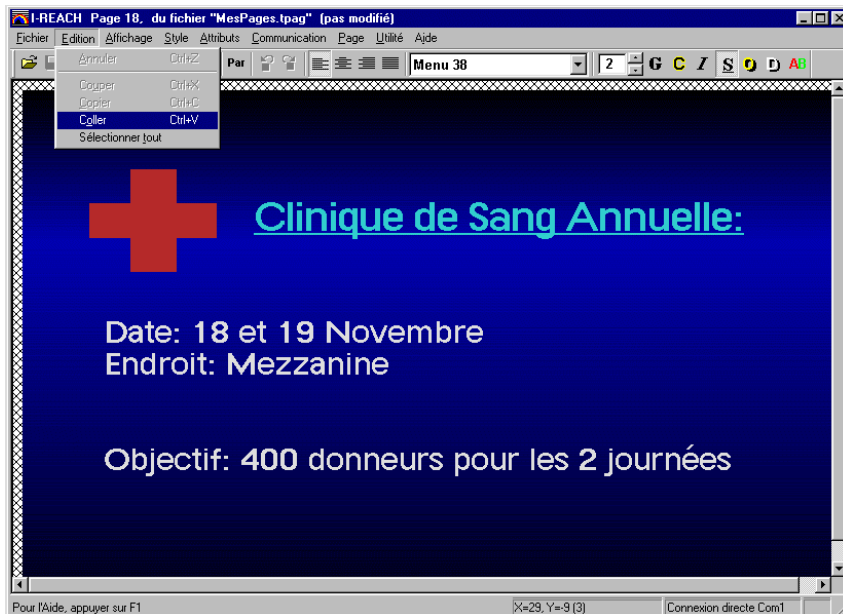 I-REACH Page 18, du fichier "MesPages.tpag" (pas modifié)
Fichier Edition Affichage Style Attributs Communication Page Utilité Aide
Par Menu 38 2 G C I S O D AB
Annuler Ctrl+Z
Couper Ctrl+X
Copier Ctrl+C
Coller Ctrl+V
Sélectionner tout
Clinique de Sang Annuelle:
Date: 18 et 19 Novembre
Endroit: Mezzanine
Objectif: 400 donneurs pour les 2 journées
Pour l'Aide, appuyer sur F1 X=29, Y=-9 (3) Connexion directe Com1